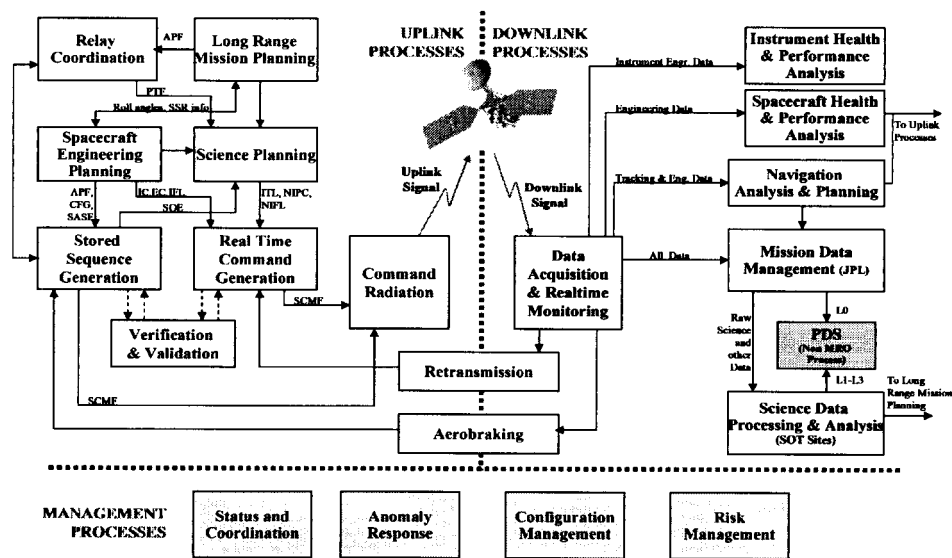 Relay
Coordination
APF
Long Range
Mission Planning
UPLINK
PROCESSES
DOWNLINK
PROCESSES
Instrument Health
& Performance
Analysis
Instrument Engr. Data
PTF
Roll angles, SSR info
Engineering Data
Spacecraft Health
& Performance
Analysis
To Uplink
Processes
Spacecraft
Engineering
Planning
Science Planning
Uplink
Signal
Downlink
Signal
Tracking & Eng. Data
Navigation
Analysis & Planning
APF,
CFG,
SASF
IC,EC,IFL
SOE
ITL, NIPC,
NIFL
Stored
Sequence
Generation
Real Time
Command
Generation
SCMF
Command
Radiation
Data
Acquisition
& Realtime
Monitoring
All Data
Mission Data
Management (JPL)
Verification
& Validation
Raw
Science
and
other
Data
L0
PDS
(Non MRO
Process)
L1-L3
Retransmission
SCMF
Aerobraking
Science Data
Processing & Analysis
(SOT Sites)
To Long
Range Mission
Planning
MANAGEMENT
PROCESSES
Status and
Coordination
Anomaly
Response
Configuration
Management
Risk
Management